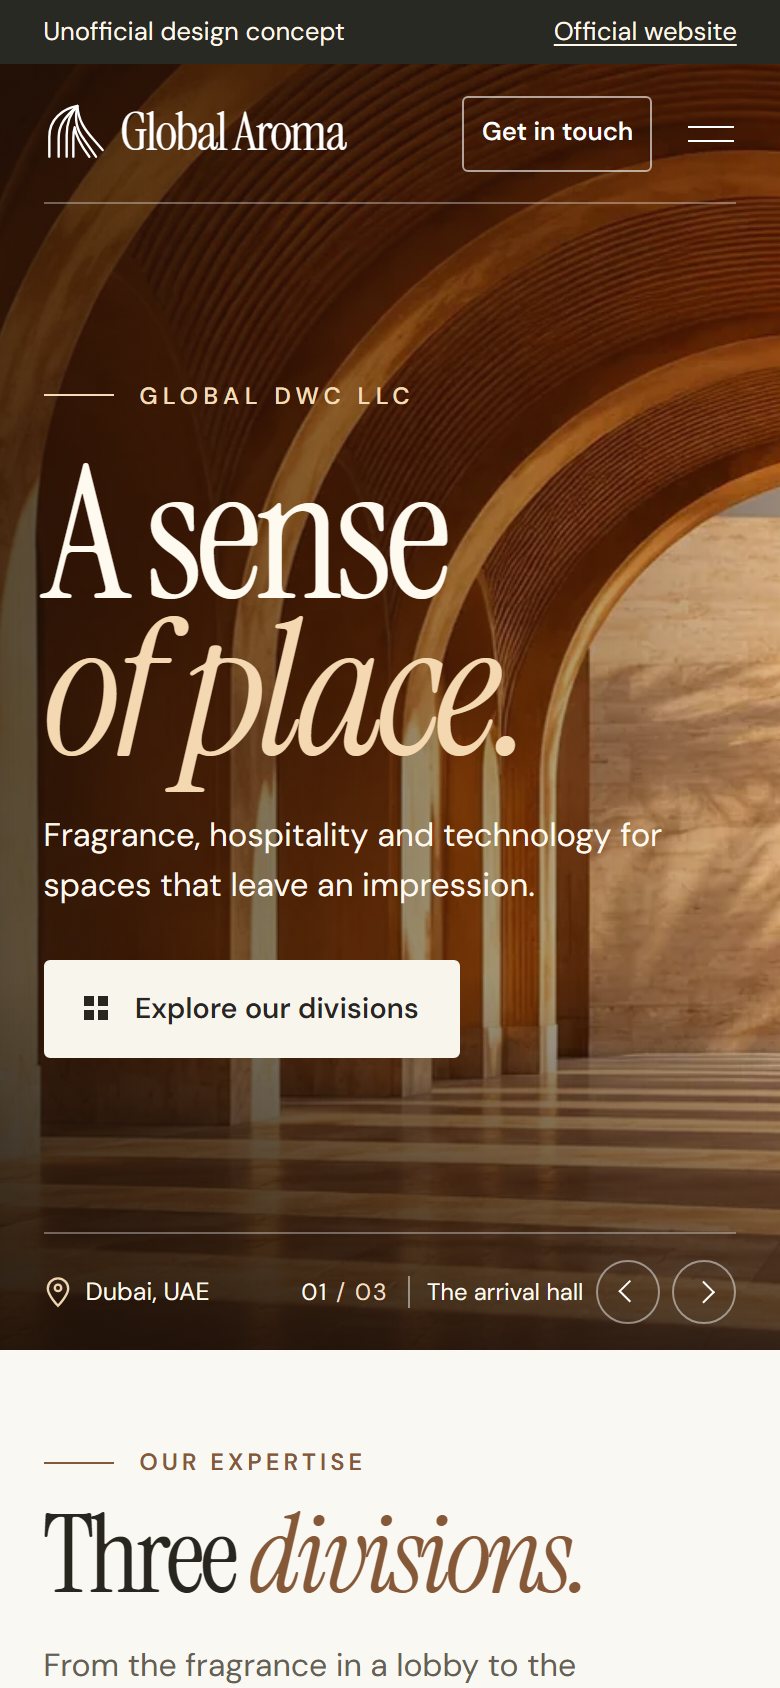 Unofficial design concept
Official website
Global Aroma
Get in touch
GLOBAL DWC LLC
A sense
of place.
Fragrance, hospitality and technology for
spaces that leave an impression.
Explore our divisions
Dubai, UAE
01 / 03
The arrival hall
OUR EXPERTISE
Three divisions.
From the fragrance in a lobby to the